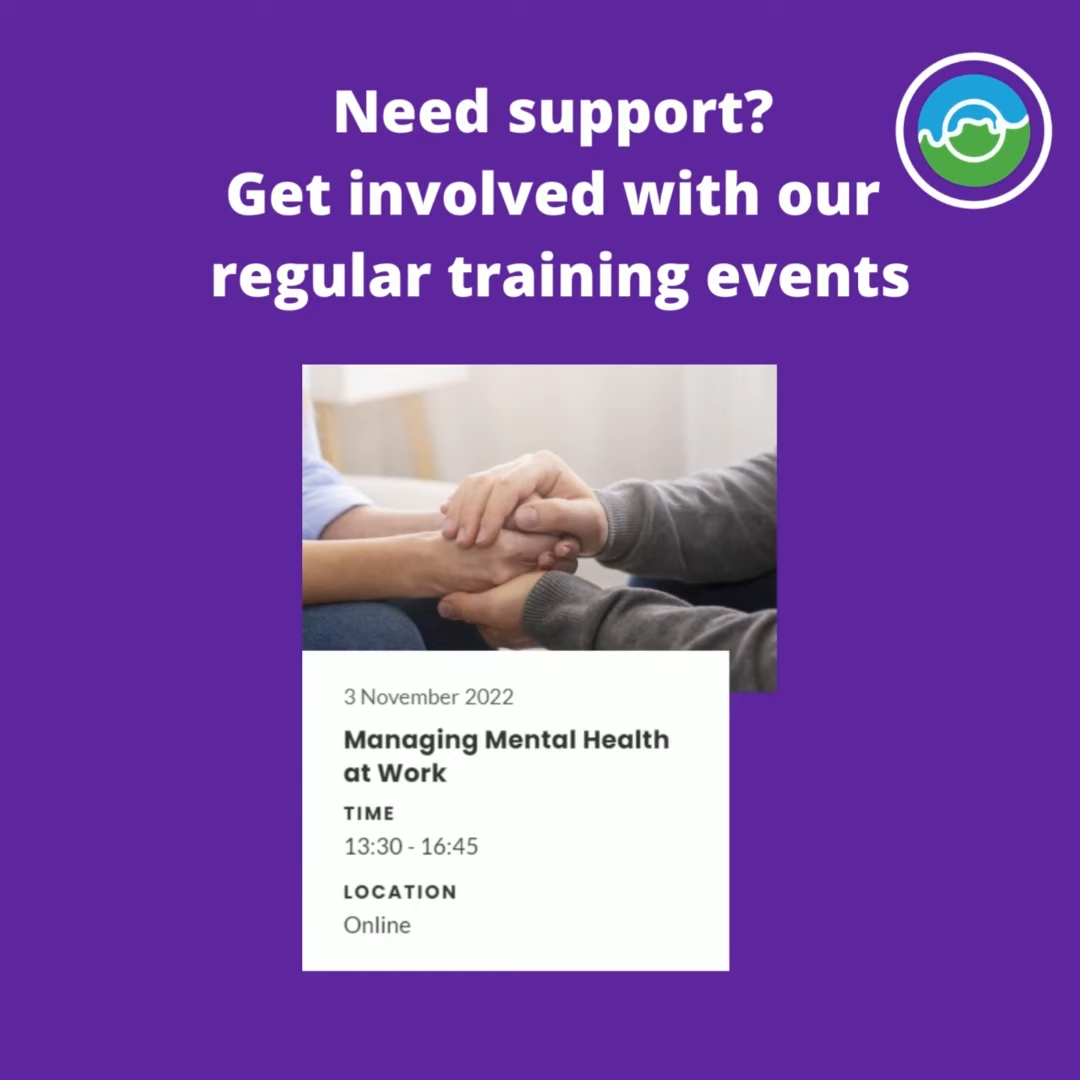 Need support?
Get involved with our
regular training events
3 November 2022
Managing Mental Health
at Work
TIME
13:30 - 16:45
LOCATION
Online